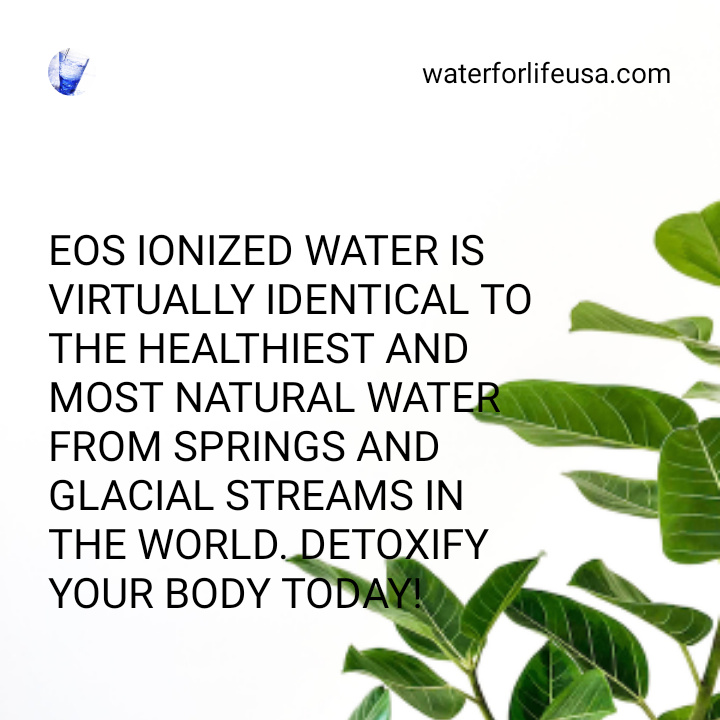 waterforlifeusa.com
EOS IONIZED WATER IS
VIRTUALLY IDENTICAL TO
THE HEALTHIEST AND
MOST NATURAL WATER
FROM SPRINGS AND
GLACIAL STREAMS IN
THE WORLD. DETOXIFY
YOUR BODY TODAY!